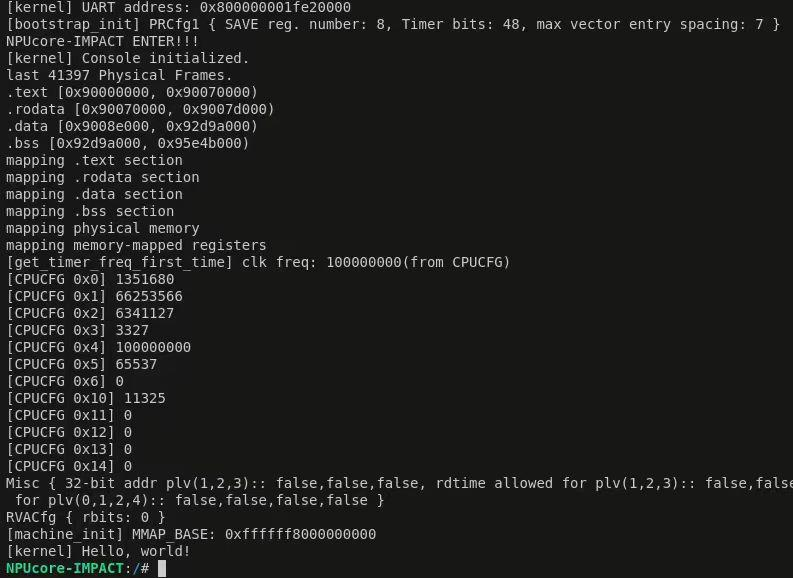 [kernel] UART address: 0x800000001fe20000
[bootstrap_init] PRCfg1 { SAVE reg. number: 8, Timer bits: 48, max vector entry spacing: 7 }
NPUcore-IMPACT ENTER!!!
[kernel] Console initialized.
last 41397 Physical Frames.
.text [0x90000000, 0x90070000)
.rodata [0x90070000, 0x9007d000)
.data [0x9008e000, 0x92d9a000)
.bss [0x92d9a000, 0x95e4b000)
mapping .text section
mapping .rodata section
mapping .data section
mapping .bss section
mapping physical memory
mapping memory-mapped registers
[get_timer_freq_first_time] clk freq: 100000000(from CPUCFG)
[CPUCFG 0x0] 1351680
[CPUCFG 0x1] 66253566
[CPUCFG 0x2] 6341127
[CPUCFG 0x3] 3327
[CPUCFG 0x4] 100000000
[CPUCFG 0x5] 65537
[CPUCFG 0x6] 0
[CPUCFG 0x10] 11325
[CPUCFG 0x11] 0
[CPUCFG 0x12] 0
[CPUCFG 0x13] 0
[CPUCFG 0x14] 0
Misc { 32-bit addr plv(1,2,3):: false,false,false, rdtime allowed for plv(1,2,3):: false,false
for plv(0,1,2,4):: false,false,false,false }
RVACfg { rbits: 0 }
[machine_init] MMAP_BASE: 0xffffff8000000000
[kernel] Hello, world!
NPUcore-IMPACT:/#